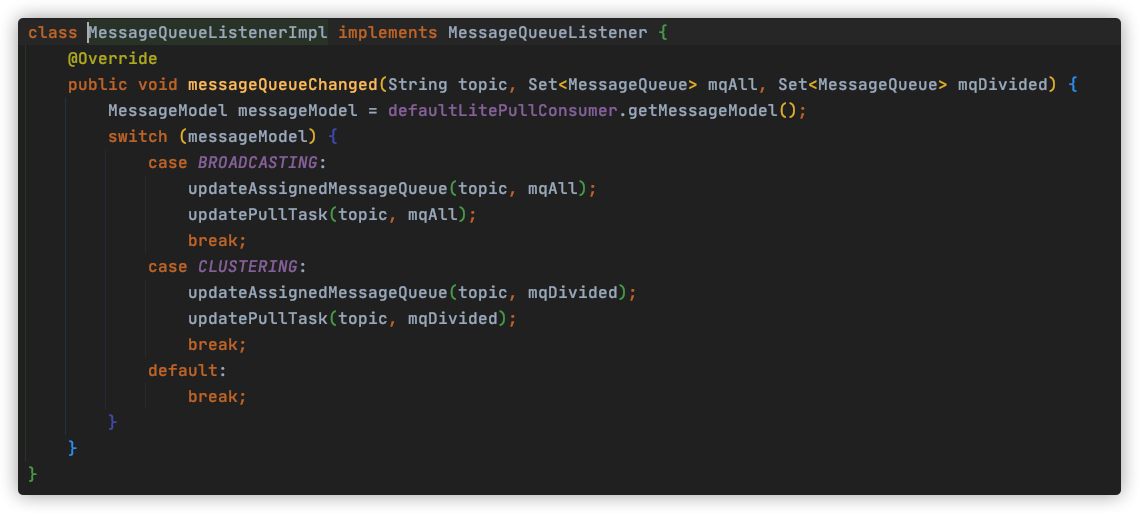 class MessageQueueListenerImpl implements MessageQueueListener {
    @Override
    public void messageQueueChanged(String topic, Set<MessageQueue> mqAll, Set<MessageQueue> mqDivided) {
        MessageModel messageModel = defaultLitePullConsumer.getMessageModel();
        switch (messageModel) {
            case BROADCASTING:
                updateAssignedMessageQueue(topic, mqAll);
                updatePullTask(topic, mqAll);
                break;
            case CLUSTERING:
                updateAssignedMessageQueue(topic, mqDivided);
                updatePullTask(topic, mqDivided);
                break;
            default:
                break;
        }
    }
}